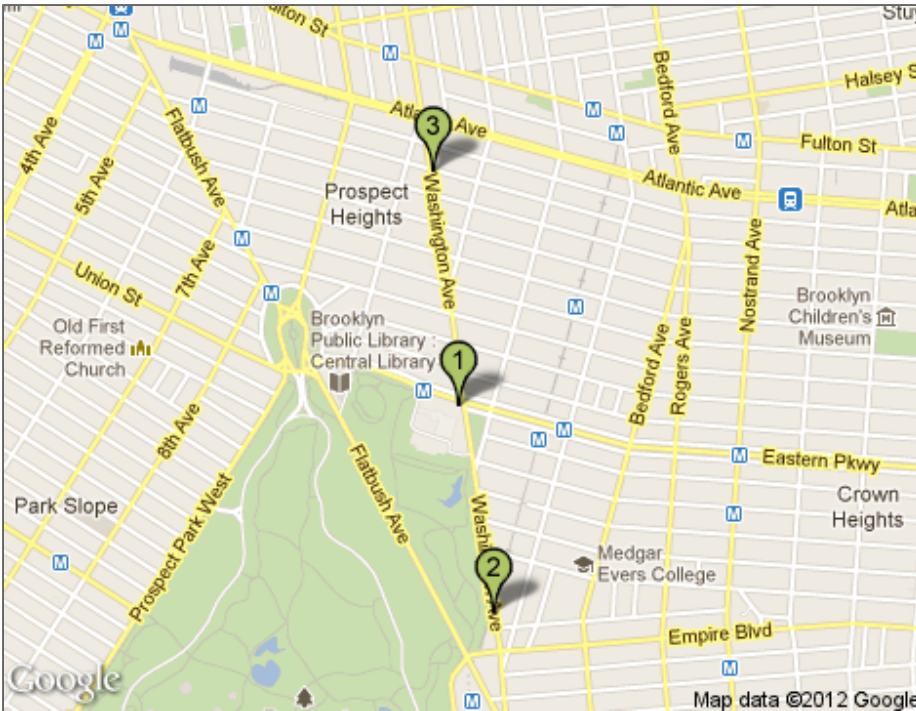 Fulton St
Stuy
M
M
M
M
Bedford Ave
Halsey S
M
M
M
Fulton St
4th Ave
Flatbush Ave
5th Ave
Atlantic Ave
3
Atlantic Ave
Atla
Prospect
Heights
Washington Ave
7th Ave
M
Union St
M
M
Nostrand Ave
Brooklyn
Children's
Museum
Old First
Reformed
Church
Brooklyn
Public Library :
Central Library
1
Bedford Ave
Rogers Ave
M
8th Ave
M
M
M
Eastern Pkwy
Flatbush Ave
Park Slope
Prospect Park West
Crown
Heights
M
Washington Ave
M
2
Medgar
Evers College
Empire Blvd
M
M
Google
Map data ©2012 Google